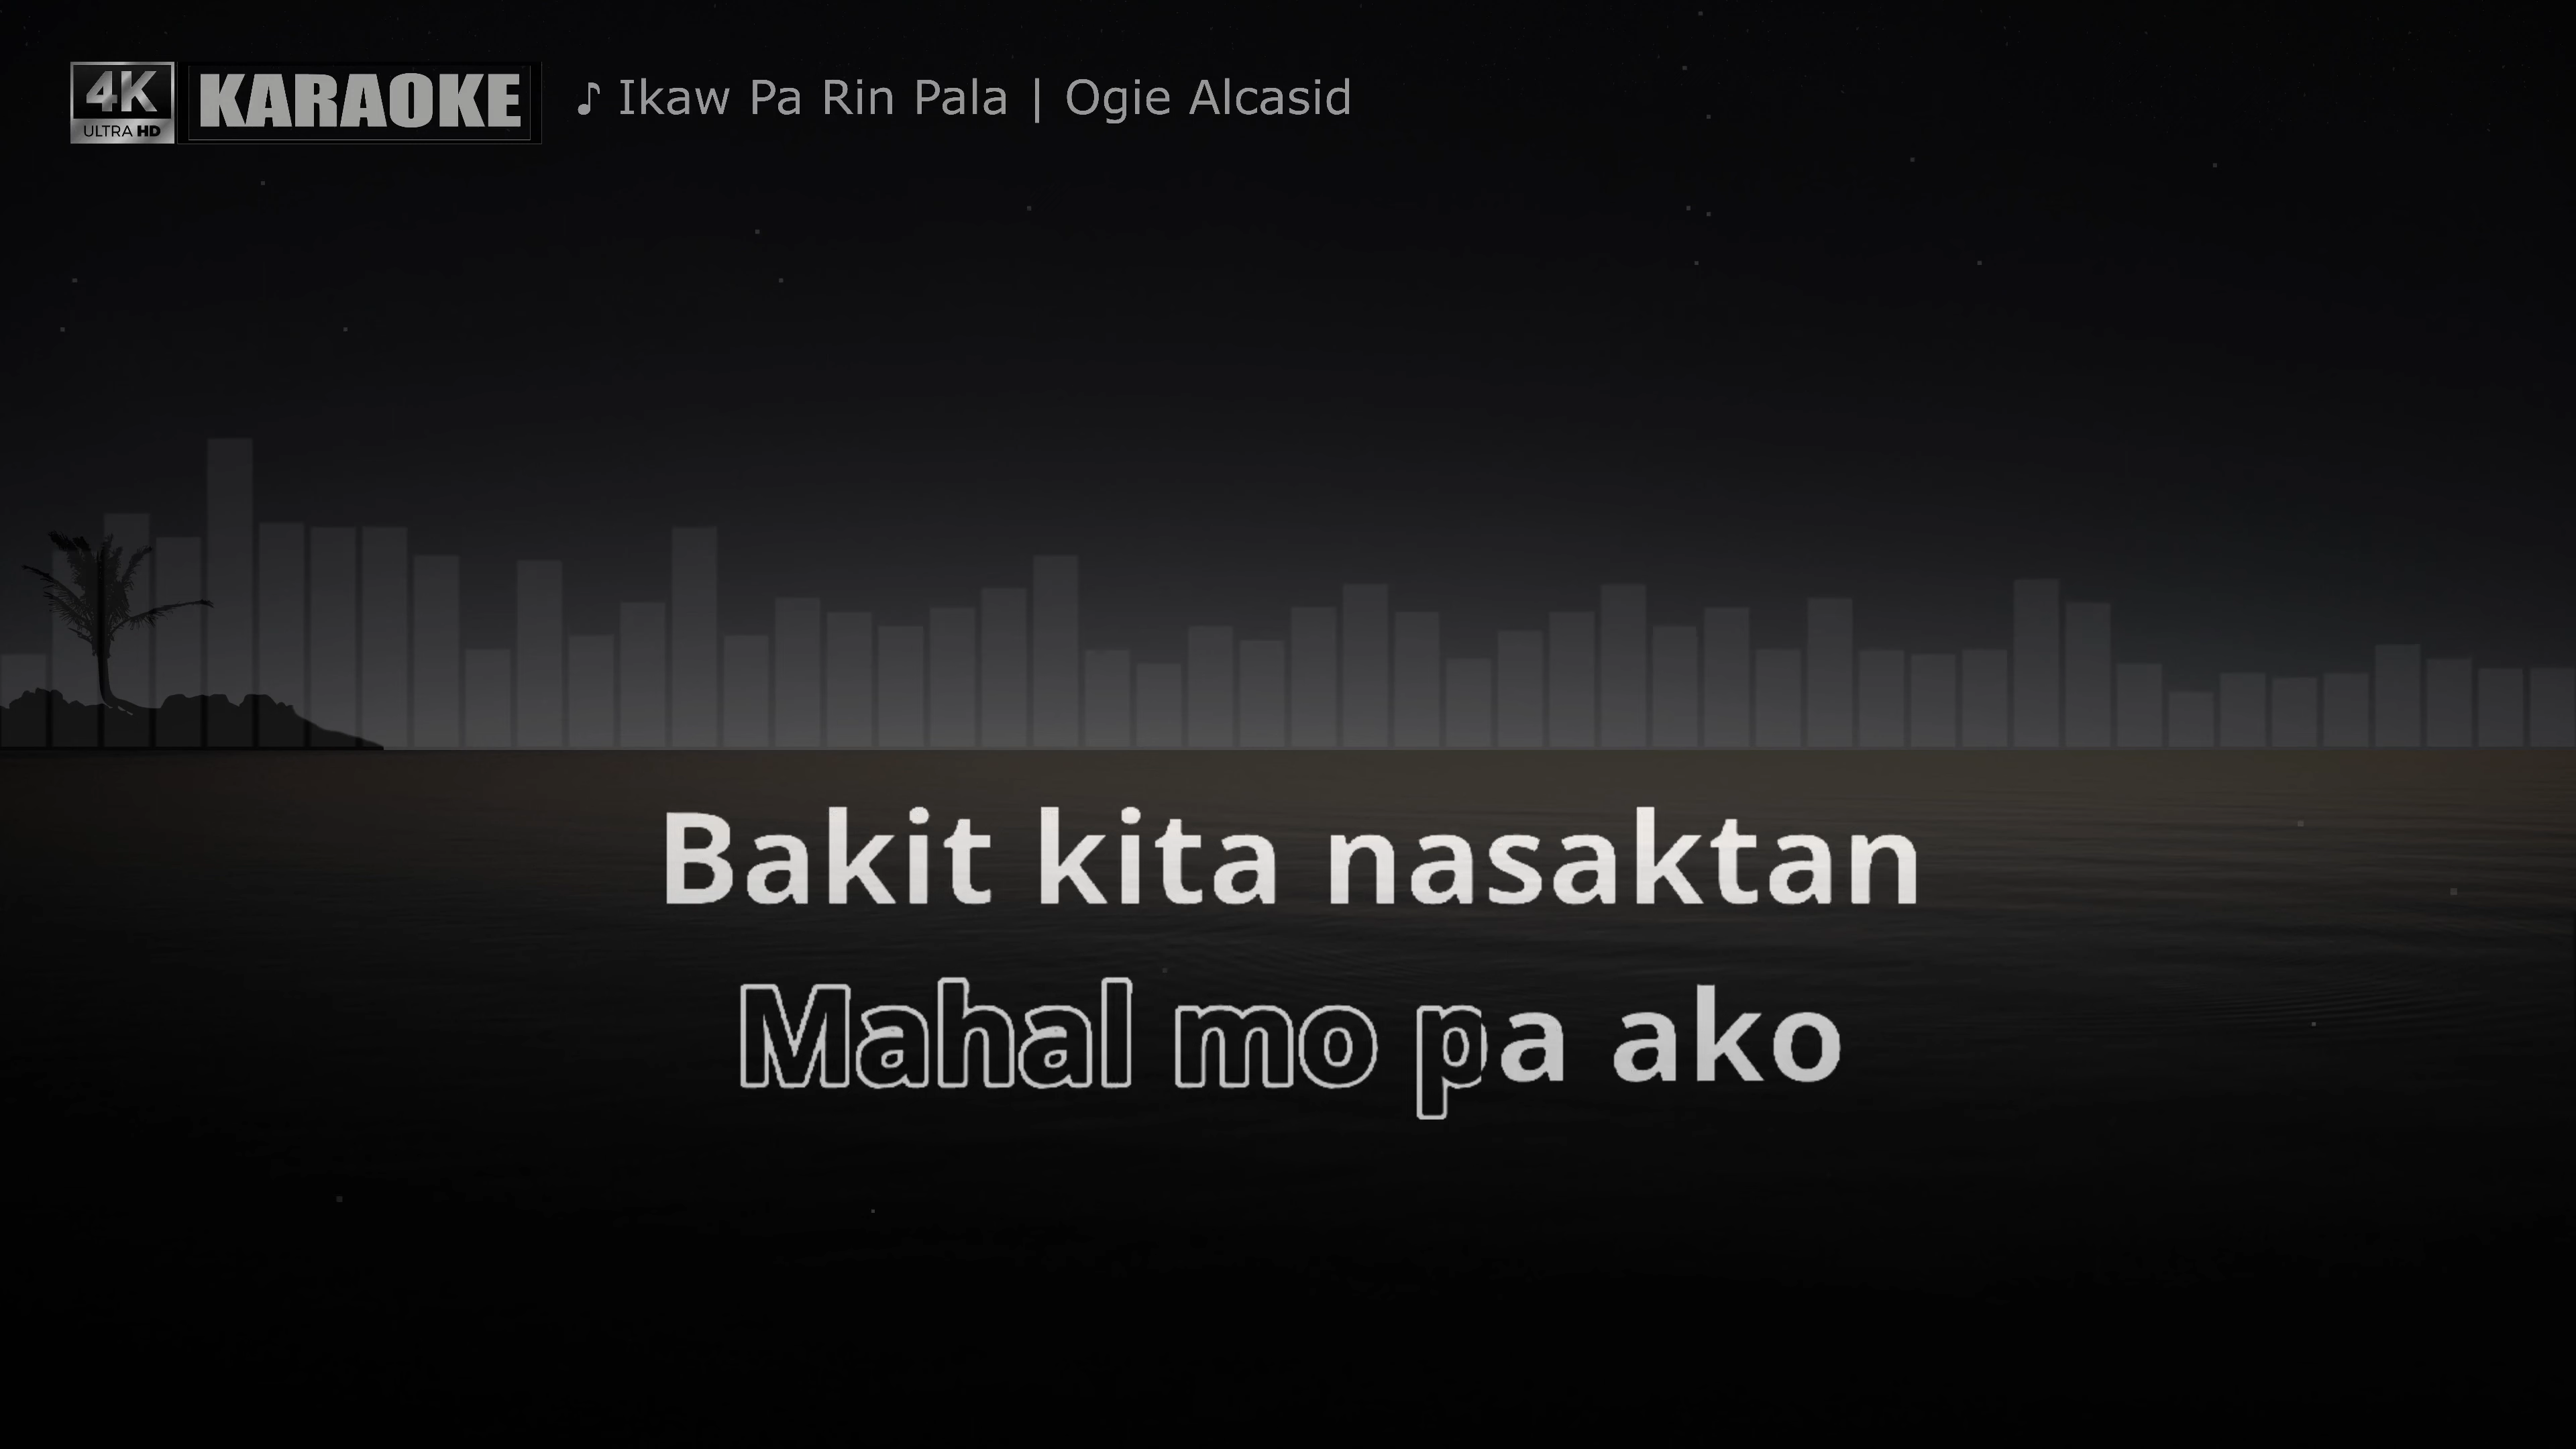 4K
ULTRA HD
KARAOKE
♪ Ikaw Pa Rin Pala | Ogie Alcasid
Bakit kita nasaktan
Mahal mo pa ako